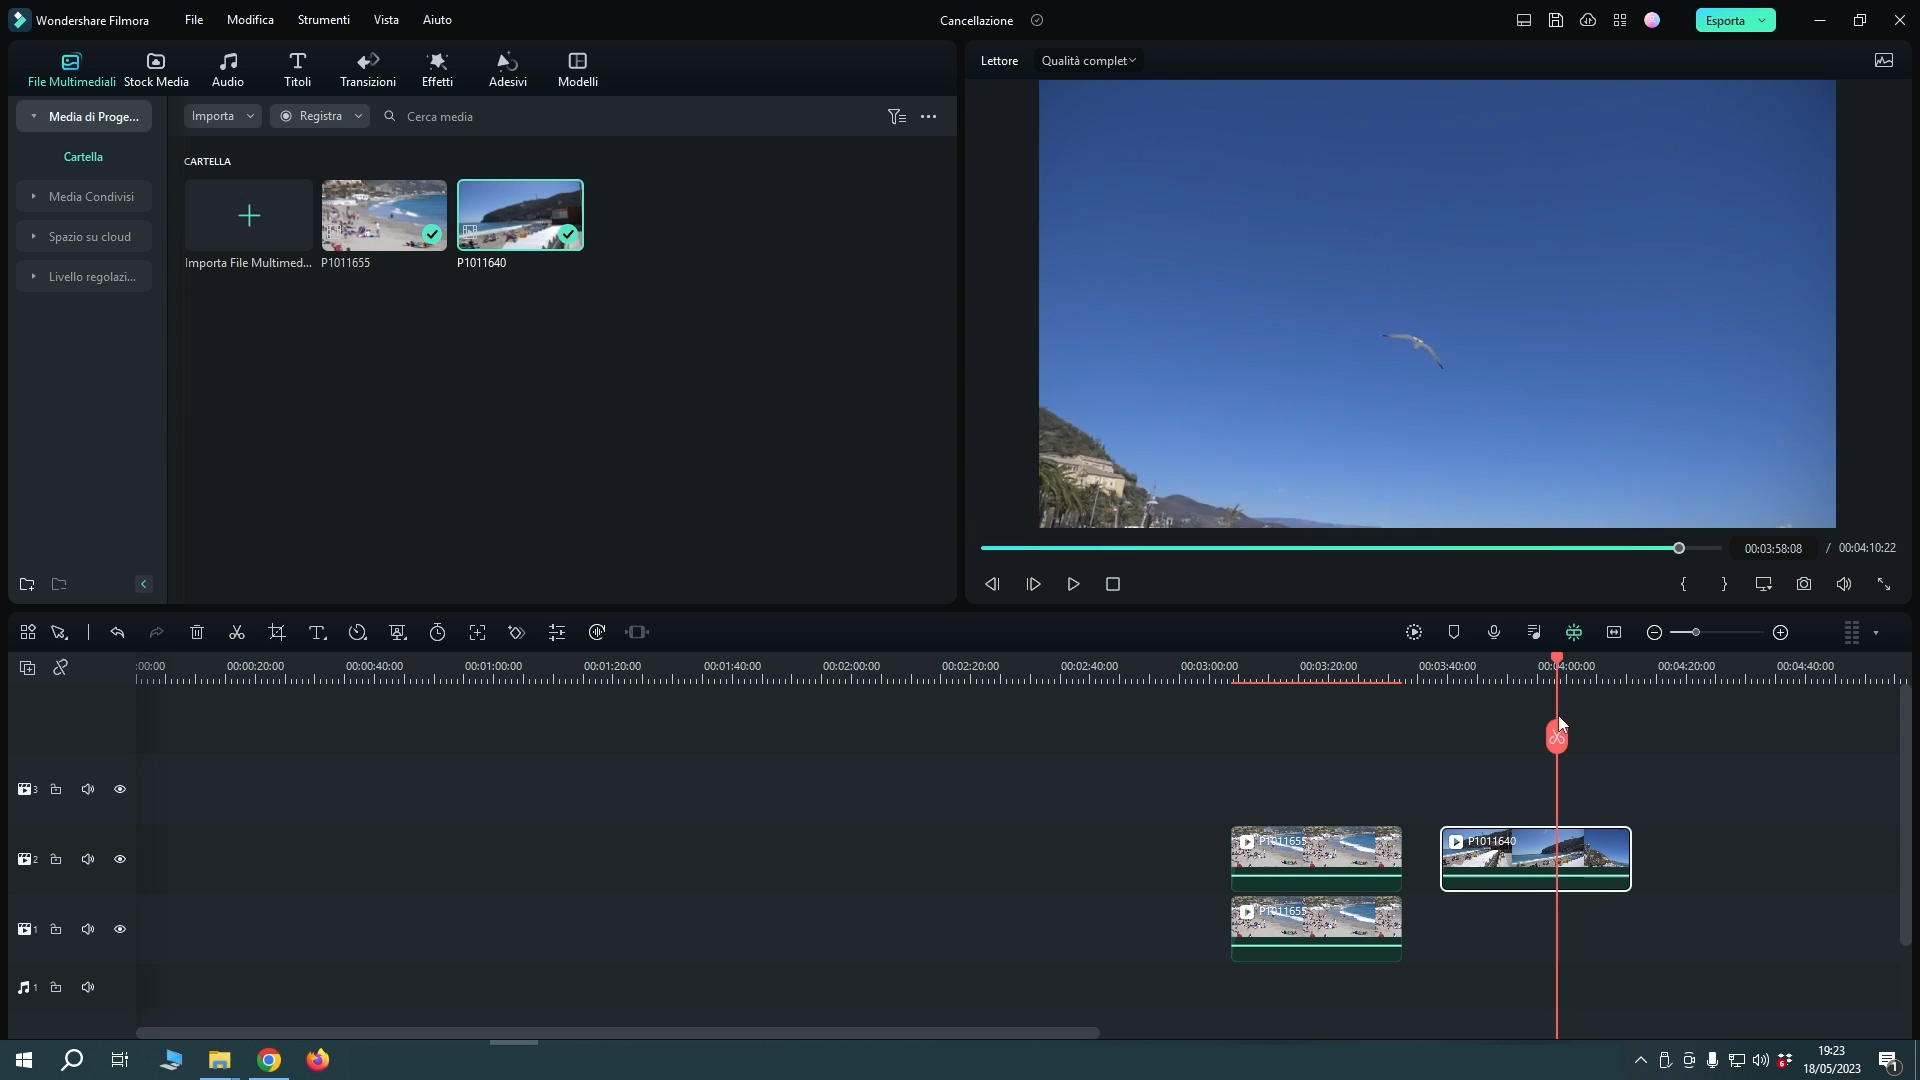 Wondershare Filmora
File
Modifica
Strumenti
Vista
Aiuto
Cancellazione
Esporta
File Multimediali
Stock Media
Audio
Titoli
Transizioni
Effetti
Adesivi
Modelli
Lettore
Qualità complet
Media di Proge...
Importa
Registra
Cerca media
Cartella
CARTELLA
Media Condivisi
Spazio su cloud
Livello regolazi...
Importa File Multimed...
P1011655
P1011640
00:03:58:08
/ 00:04:10:22
:00:00
00:00:20:00
00:00:40:00
00:01:00:00
00:01:20:00
00:01:40:00
00:02:00:00
00:02:20:00
00:02:40:00
00:03:00:00
00:03:20:00
00:03:40:00
00:04:00:00
00:04:20:00
00:04:40:00
3
2
P1011655
P1011640
1
P1011655
1
19:23
18/05/2023
6
1